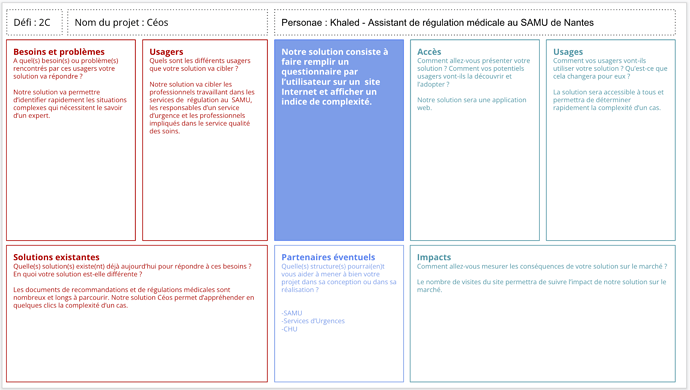 Défi : 2C
Nom du projet : Céos
Personae : Khaled - Assistant de régulation médicale au SAMU de Nantes
Besoins et problèmes
A quel(s) besoin(s) ou problème(s)
rencontrés par ces usagers votre
solution va répondre ?
Notre solution va permettre
d'identifier rapidement les situations
complexes qui nécessitent le savoir
d'un expert.
Usagers
Quels sont les différents usagers
que votre solution va cibler ?
Notre solution va cibler les
professionnels travaillant dans les
services de régulation au SAMU,
les responsables d'un service
d'urgence et les professionnels
impliqués dans le service qualité
des soins.
Notre solution consiste à
faire remplir un
questionnaire par
l'utilisateur sur un site
Internet et afficher un
indice de complexité.
Accès
Comment allez-vous présenter votre
solution ? Comment vos potentiels
usagers vont-ils la découvrir et
l'adopter ?
Notre solution sera une application
web.
Usages
Comment vos usagers vont-ils
utiliser votre solution ? Qu'est-ce que
cela changera pour eux ?
La solution sera accessible à tous et
permettra de déterminer
rapidement la complexité d'un cas.
Solutions existantes
Quelle(s) solution(s) existe(nt) déjà aujourd'hui pour répondre à ces besoins ?
En quoi votre solution est-elle différente ?
Les documents de recommandations et de régulations médicales sont
nombreux et longs à parcourir. Notre solution Céos permet d'appréhender en
quelques clics la complexité d'un cas.
Partenaires éventuels
Quelle(s) structure(s) pourrai(en)t
vous aider à mener à bien votre
projet dans sa conception ou dans sa
réalisation ?
-SAMU
-Services d'Urgences
-CHU
Impacts
Comment allez-vous mesurer les conséquences de votre solution sur le marché ?
Le nombre de visites du site permettra de suivre l'impact de notre solution sur le
marché.